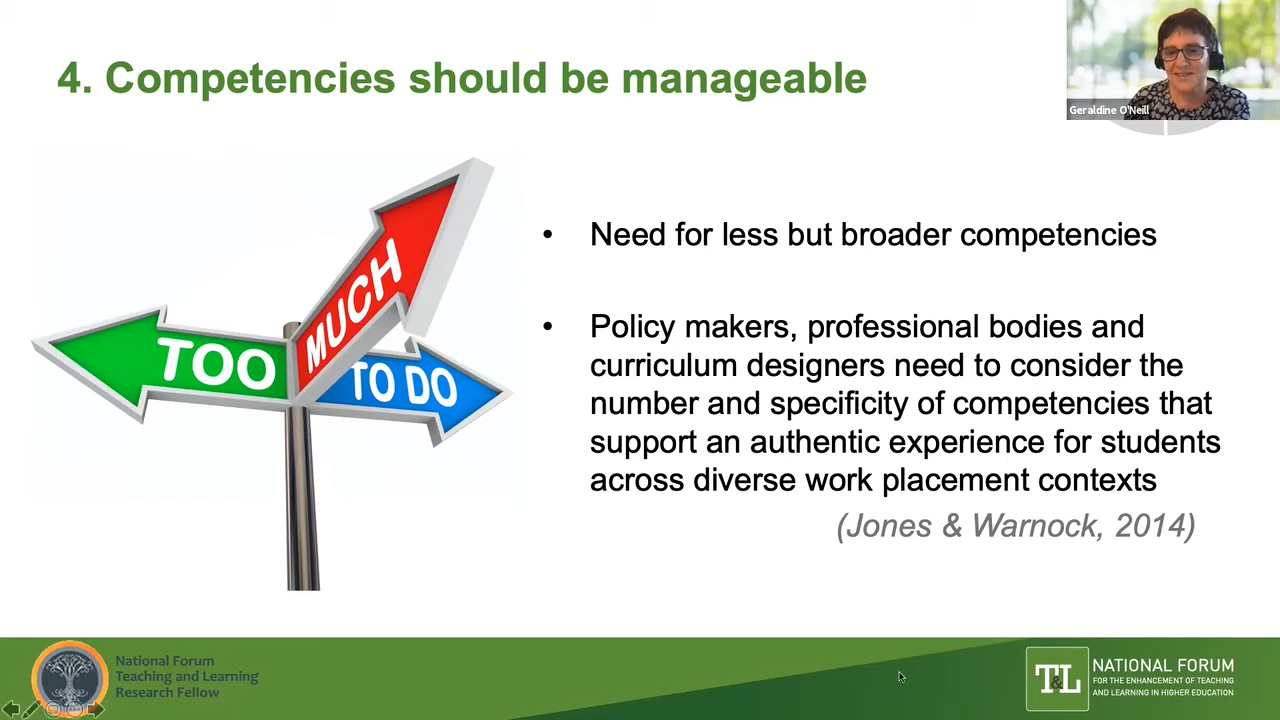 4. Competencies should be manageable
Geraldine O'Neill
TOO
MUCH
TO DO
• Need for less but broader competencies
• Policy makers, professional bodies and
curriculum designers need to consider the
number and specificity of competencies that
support an authentic experience for students
across diverse work placement contexts
(Jones & Warnock, 2014)
National Forum
Teaching and Learning
Research Fellow
T&L
NATIONAL FORUM
FOR THE ENHANCEMENT OF TEACHING
AND LEARNING IN HIGHER EDUCATION